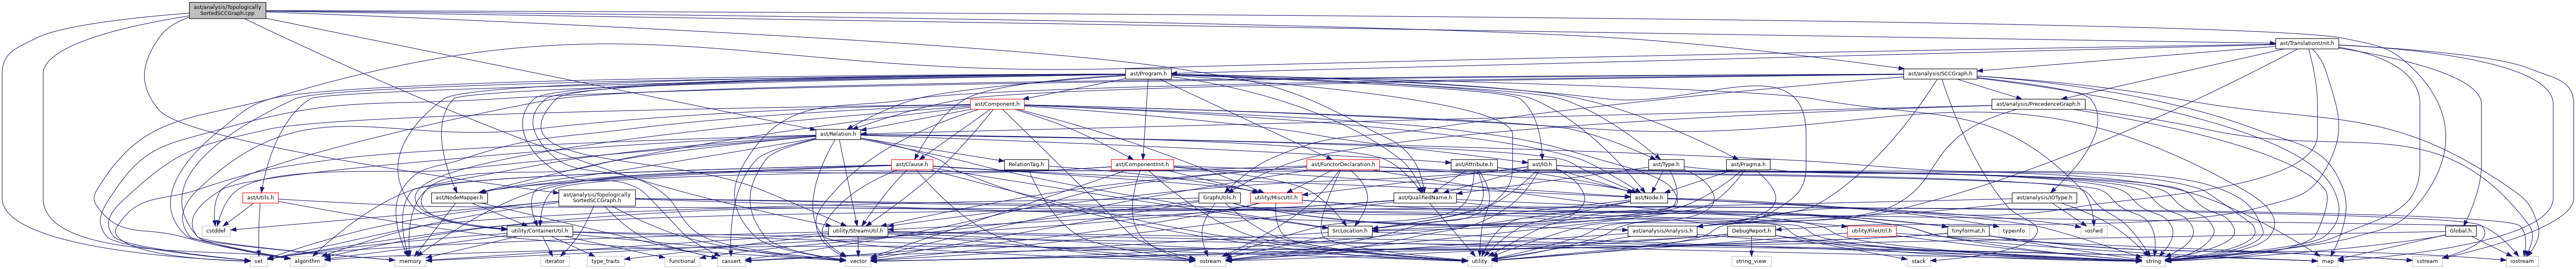 ast/analysis/Topologically
SortedSCCGraph.cpp
ast/TranslationUnit.h
ast/Program.h
ast/analysis/SCCGraph.h
ast/Component.h
ast/analysis/PrecedenceGraph.h
ast/Relation.h
ast/Clause.h
RelationTag.h
ast/ComponentInit.h
ast/FunctorDeclaration.h
ast/Attribute.h
ast/IO.h
ast/Type.h
ast/Pragma.h
ast/Utils.h
ast/NodeMapper.h
ast/analysis/Topologically
SortedSCCGraph.h
GraphUtils.h
utility/MiscUtil.h
ast/QualifiedName.h
ast/Node.h
ast/analysis/IOType.h
cstddef
utility/ContainerUtil.h
utility/StreamUtil.h
SrcLocation.h
ast/analysis/Analysis.h
DebugReport.h
utility/FileUtil.h
tinyformat.h
typeinfo
iosfwd
Global.h
set
algorithm
memory
iterator
type_traits
functional
cassert
vector
ostream
utility
string_view
stack
string
map
sstream
iostream